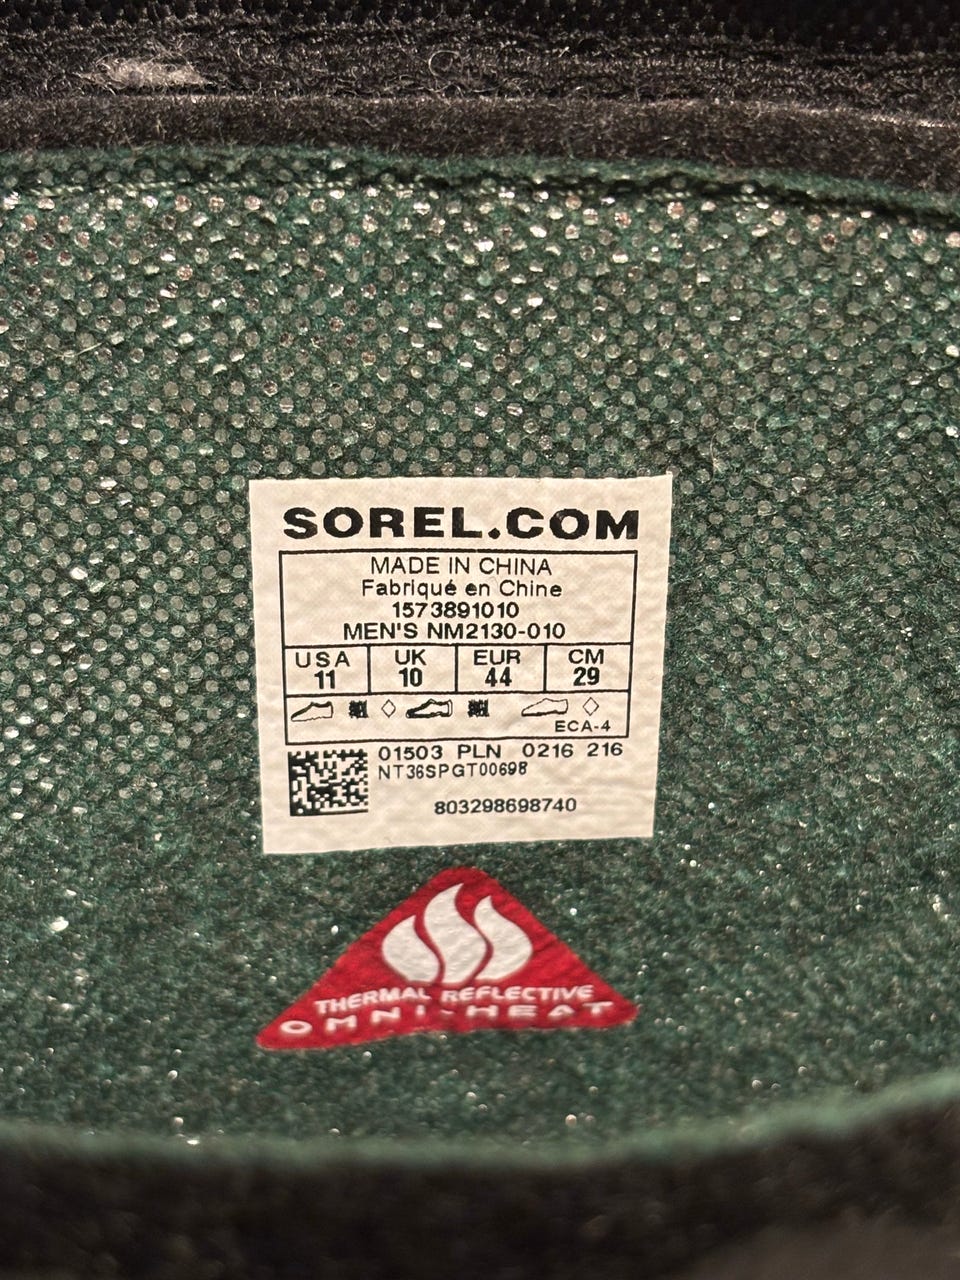 SOREL.COM
MADE IN CHINA
Fabriqué en Chine
1573891010
MEN'S NM2130-010
USA UK EUR CM
11 10 44 29
ECA-4
01503 PLN 0216 216
NT36SPGT00698
803298698740
THERMAL REFLECTIVE
OMNI-HEAT